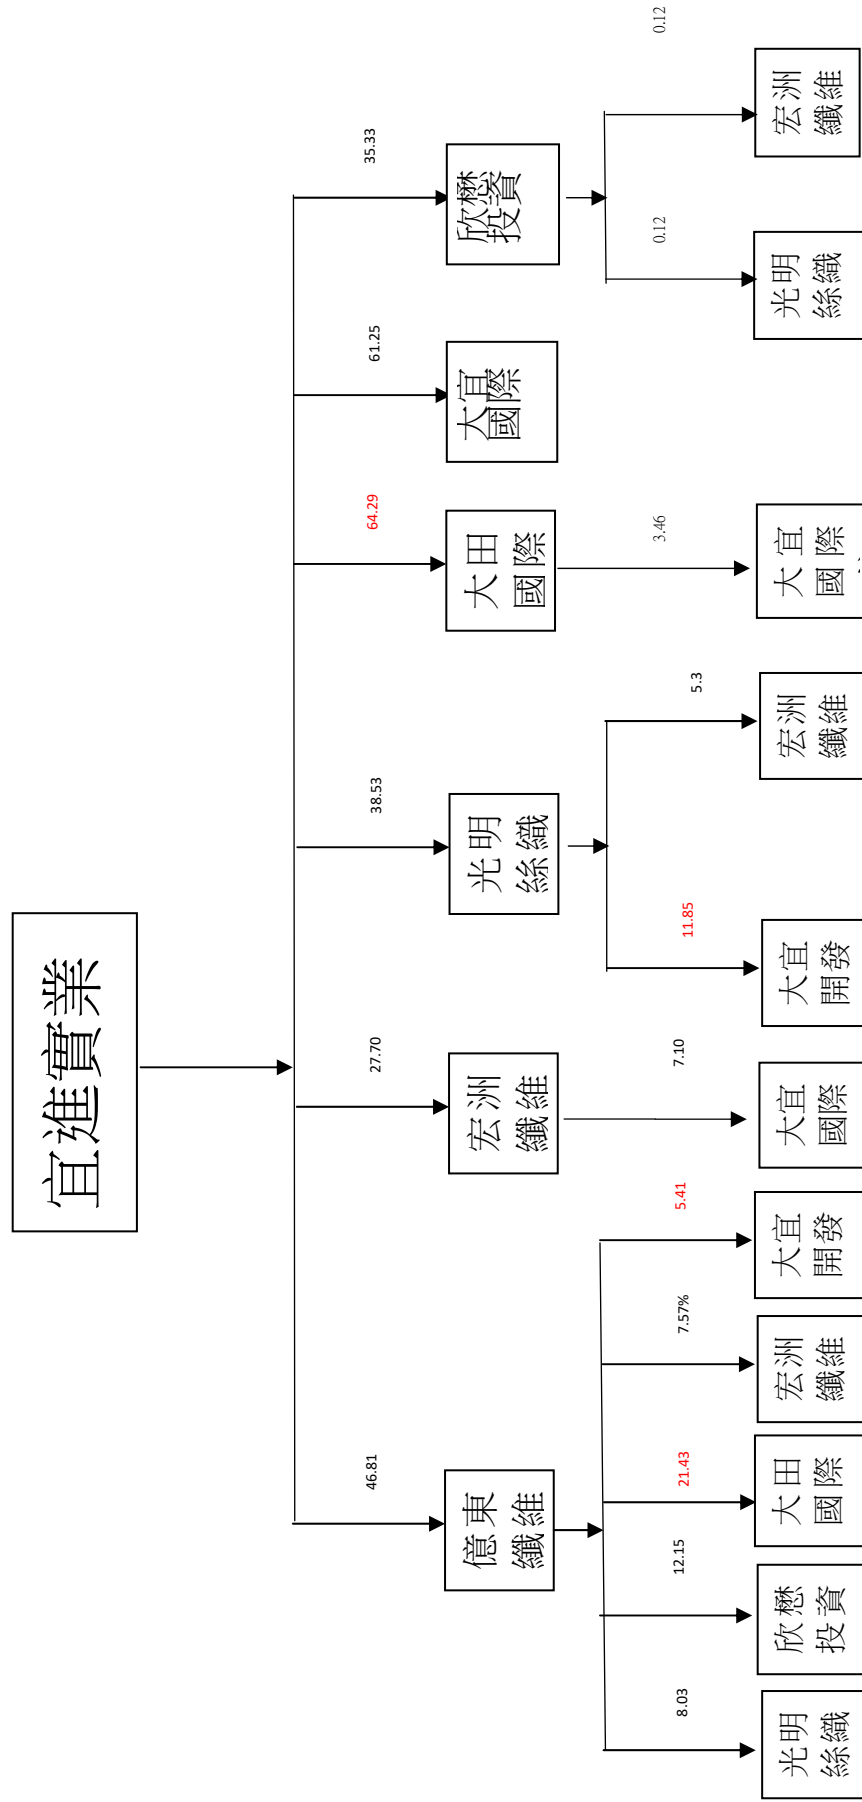 宜進實業
46.81
27.70
38.53
64.29
61.25
35.33
億東
纖維
宏洲
纖維
光明
絲織
大田
國際
大宜
國際
欣懋
投資
8.03
12.15
21.43
7.57%
5.41
7.10
11.85
5.3
3.46
0.12
0.12
光明
絲織
欣懋
投資
大田
國際
宏洲
纖維
大宜
開發
大宜
國際
大宜
開發
宏洲
纖維
大宜
國際
光明
絲織
宏洲
纖維